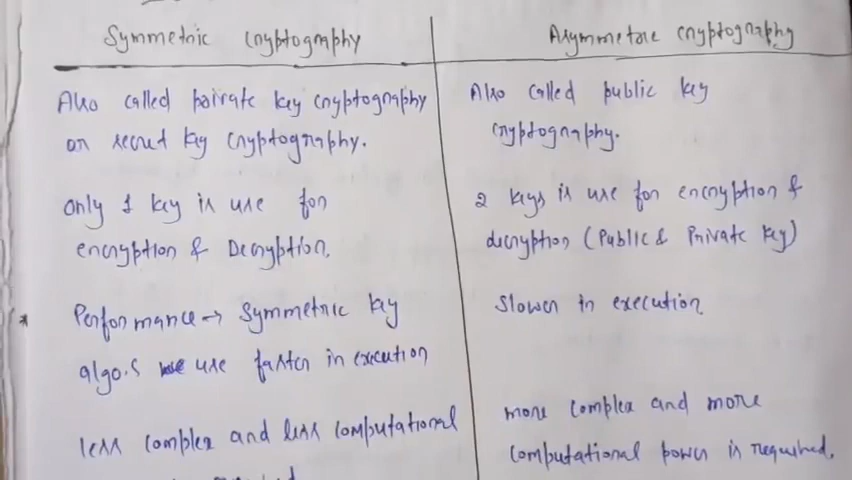 Symmetric Cryptography
Also called private key cryptography
or secret key cryptography.
Only 1 key is use for
encryption & Decryption.
Performance → Symmetric key
algo.s use faster in execution
less complex and less computational
Asymmetric cryptography
Also called public key
cryptography.
2 keys is use for encryption &
decryption (Public & Private key)
Slower in execution
more complex and more
computational power is required.